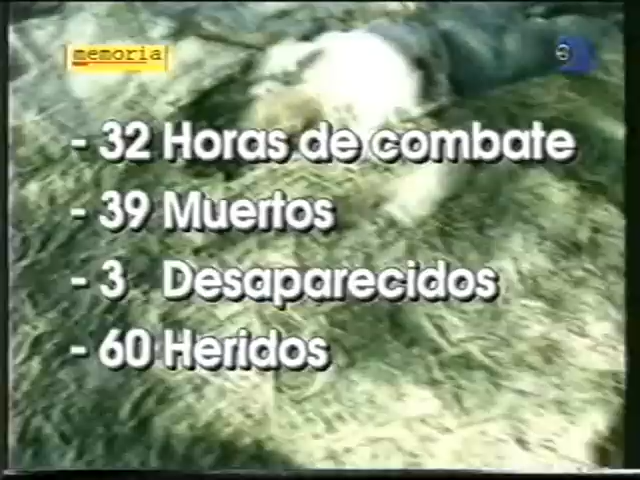 memoria
- 32 Horas de combate
- 39 Muertos
- 3 Desaparecidos
- 60 Heridos